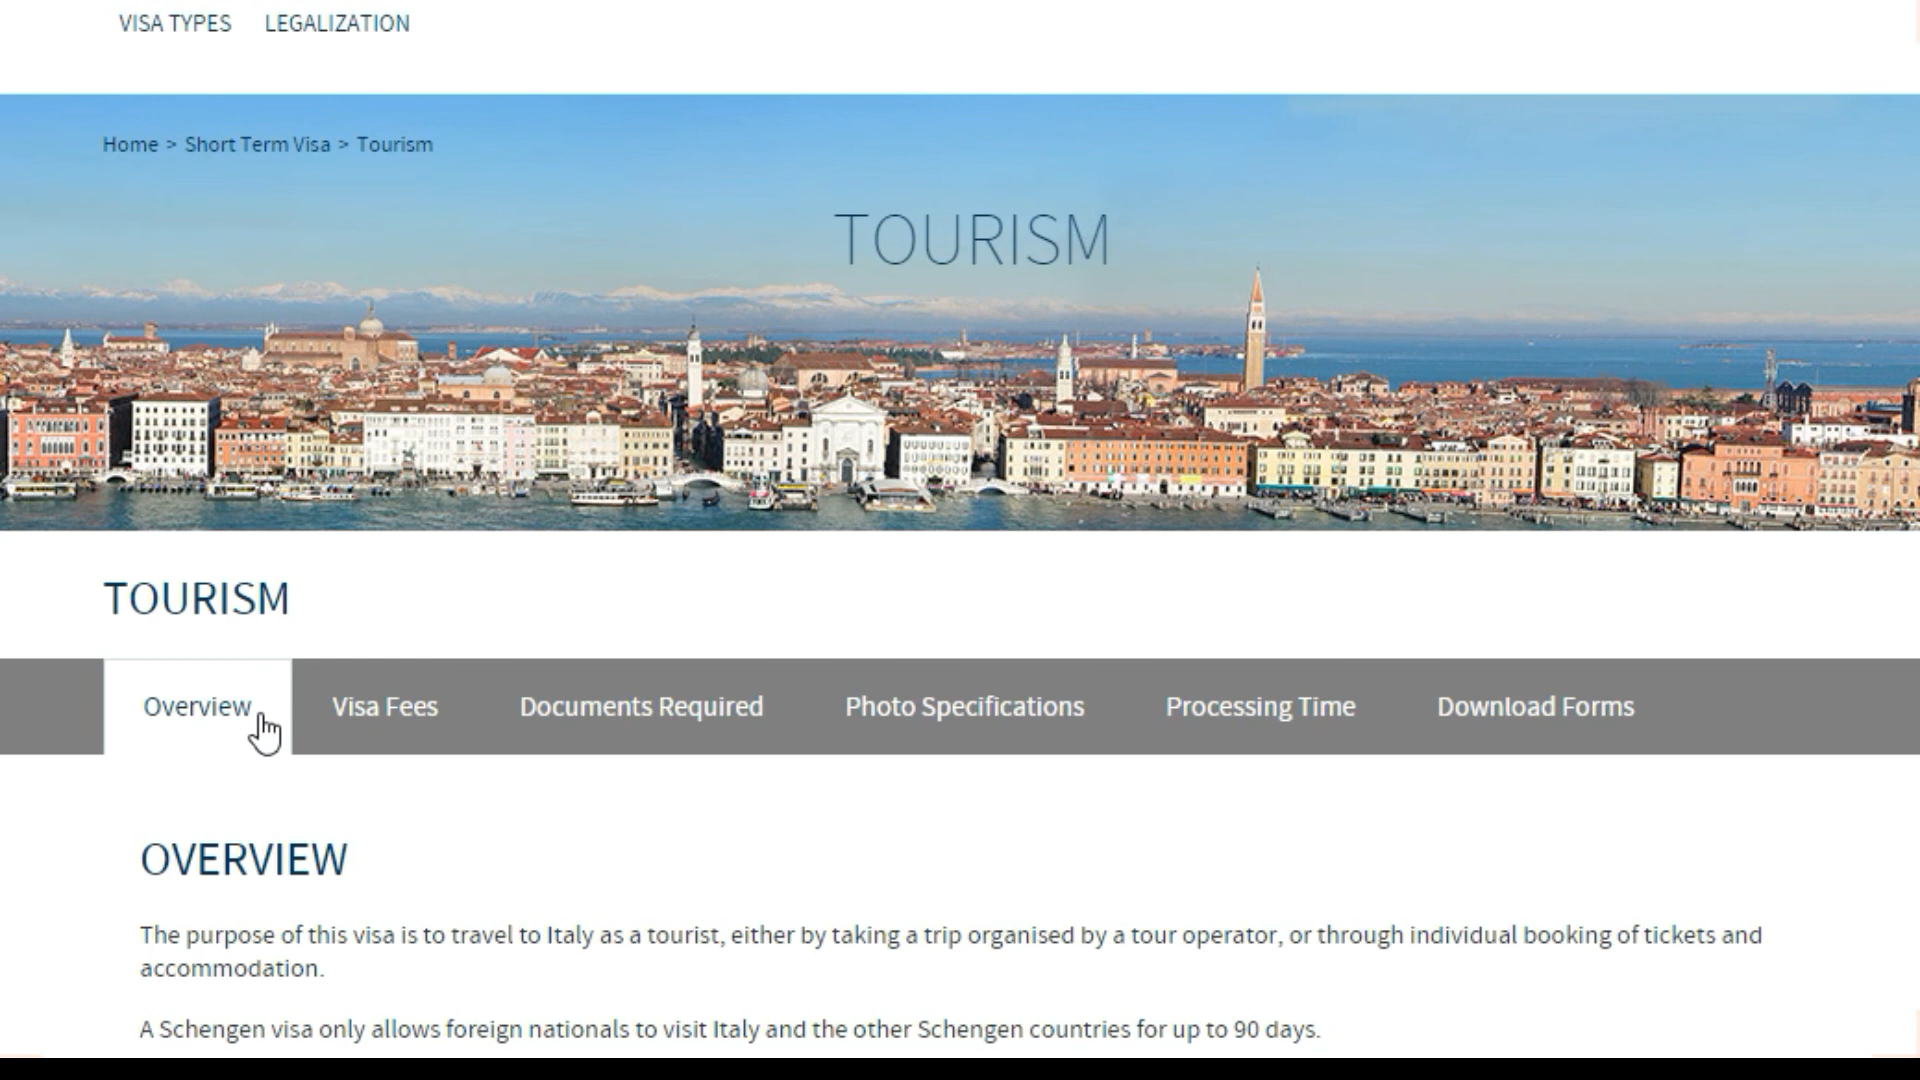 VISA TYPES LEGALIZATION
Home > Short Term Visa > Tourism
TOURISM
TOURISM
Overview Visa Fees Documents Required Photo Specifications Processing Time Download Forms
OVERVIEW
The purpose of this visa is to travel to Italy as a tourist, either by taking a trip organised by a tour operator, or through individual booking of tickets and
accommodation.
A Schengen visa only allows foreign nationals to visit Italy and the other Schengen countries for up to 90 days.